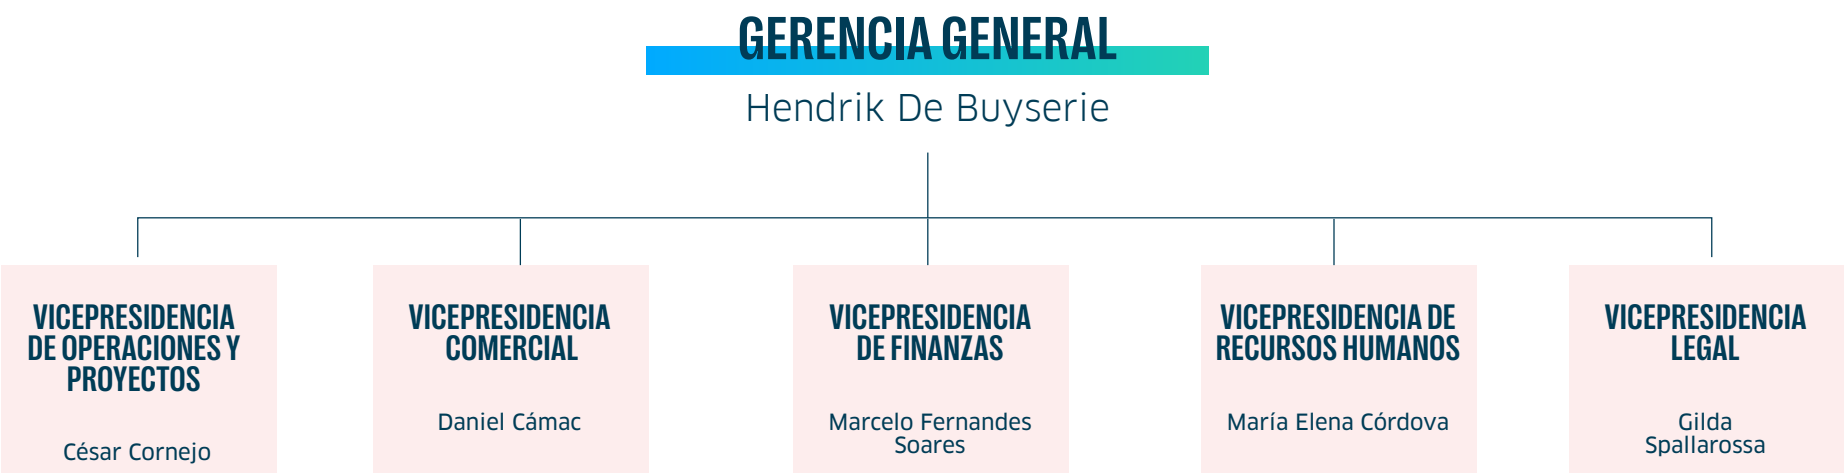 GERENCIA GENERAL
Hendrik De Buyserie
VICEPRESIDENCIA
DE OPERACIONES Y
PROYECTOS
César Cornejo
VICEPRESIDENCIA
COMERCIAL
Daniel Cámac
VICEPRESIDENCIA
DE FINANZAS
Marcelo Fernandes
Soares
VICEPRESIDENCIA DE
RECURSOS HUMANOS
María Elena Córdova
VICEPRESIDENCIA
LEGAL
Gilda
Spallarossa